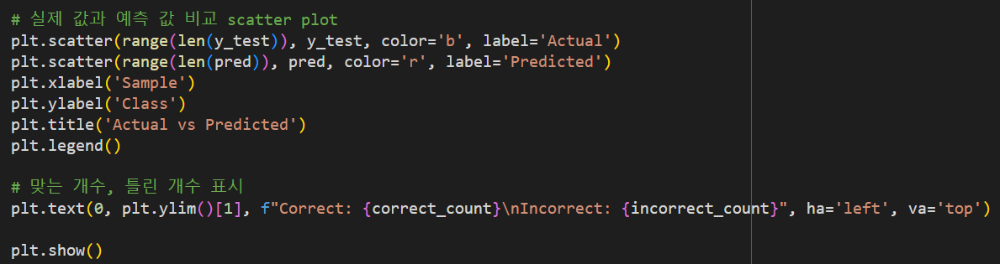 # 실제 값과 예측 값 비교 scatter plot
plt.scatter(range(len(y_test)), y_test, color='b', label='Actual')
plt.scatter(range(len(pred)), pred, color='r', label='Predicted')
plt.xlabel('Sample')
plt.ylabel('Class')
plt.title('Actual vs Predicted')
plt.legend()
# 맞는 개수, 틀린 개수 표시
plt.text(0, plt.ylim()[1], f"Correct: {correct_count}\nIncorrect: {incorrect_count}", ha='left', va='top')
plt.show()